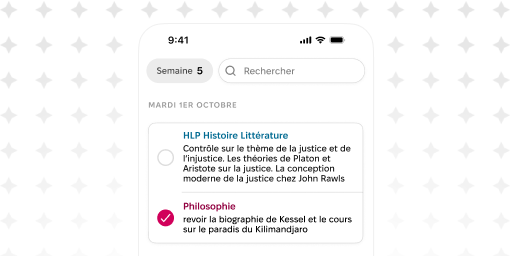 9:41
Semaine 5
Rechercher
MARDI 1ER OCTOBRE
HLP Histoire Littérature
Contrôle sur le thème de la justice et de
l'injustice. Les théories de Platon et
Aristote sur la justice. La conception
moderne de la justice chez John Rawls
Philosophie
revoir la biographie de Kessel et le cours
sur le paradis du Kilimandjaro